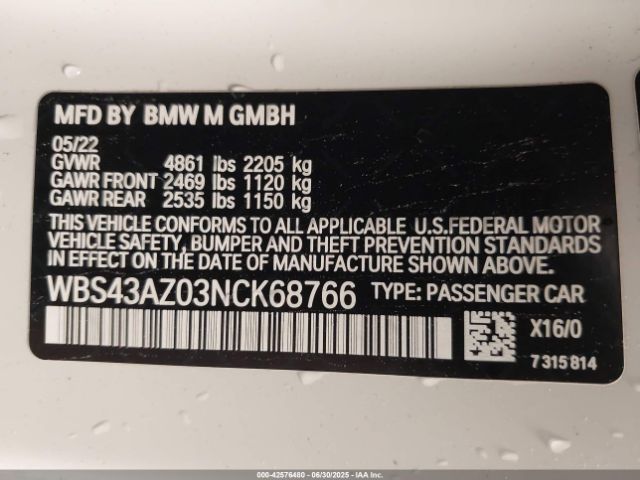 MFD BY BMW M GMBH
05/22
GVWR 4861 lbs 2205 kg
GAWR FRONT 2469 lbs 1120 kg
GAWR REAR 2535 lbs 1150 kg
THIS VEHICLE CONFORMS TO ALL APPLICABLE U.S.FEDERAL MOTOR
VEHICLE SAFETY, BUMPER AND THEFT PREVENTION STANDARDS
IN EFFECT ON THE DATE OF MANUFACTURE SHOWN ABOVE.
WBS43AZ03NCK68766 TYPE: PASSENGER CAR
X16/0
7 315 814
000-42576480 - 06/30/2025 - IAA Inc.